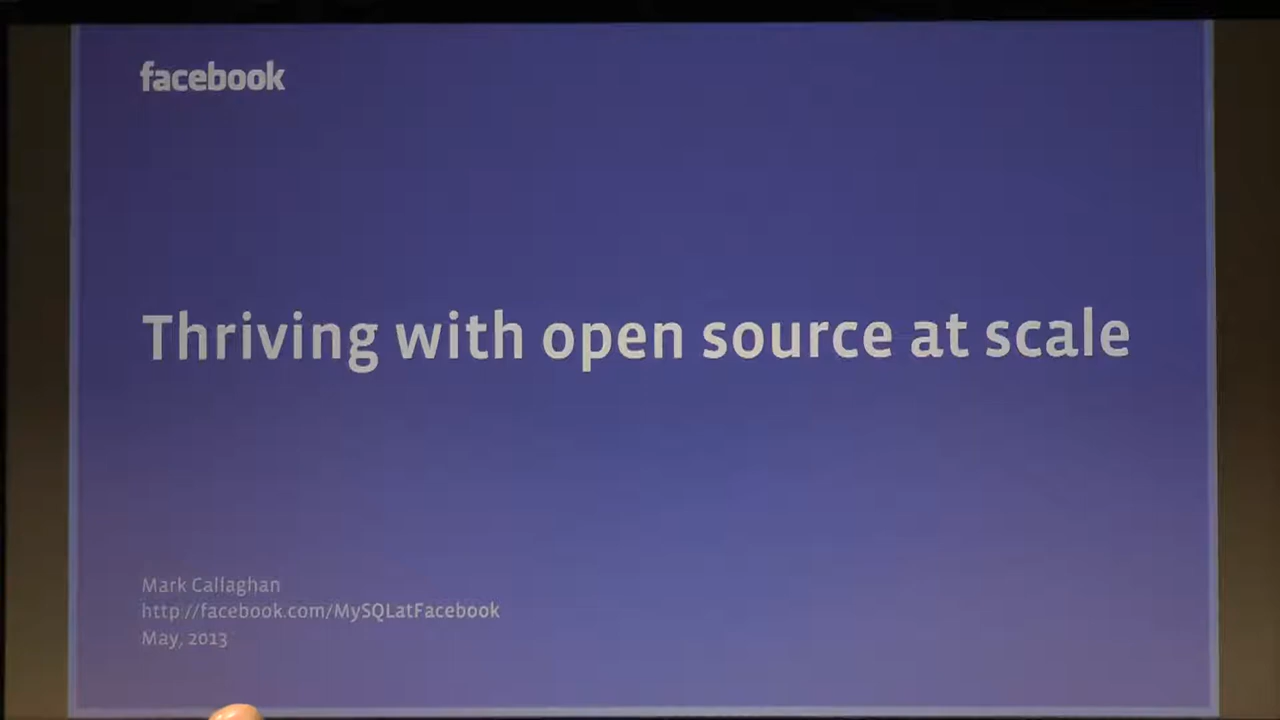 facebook
Thriving with open source at scale
Mark Callaghan
http://facebook.com/MySQLatFacebook
May, 2013